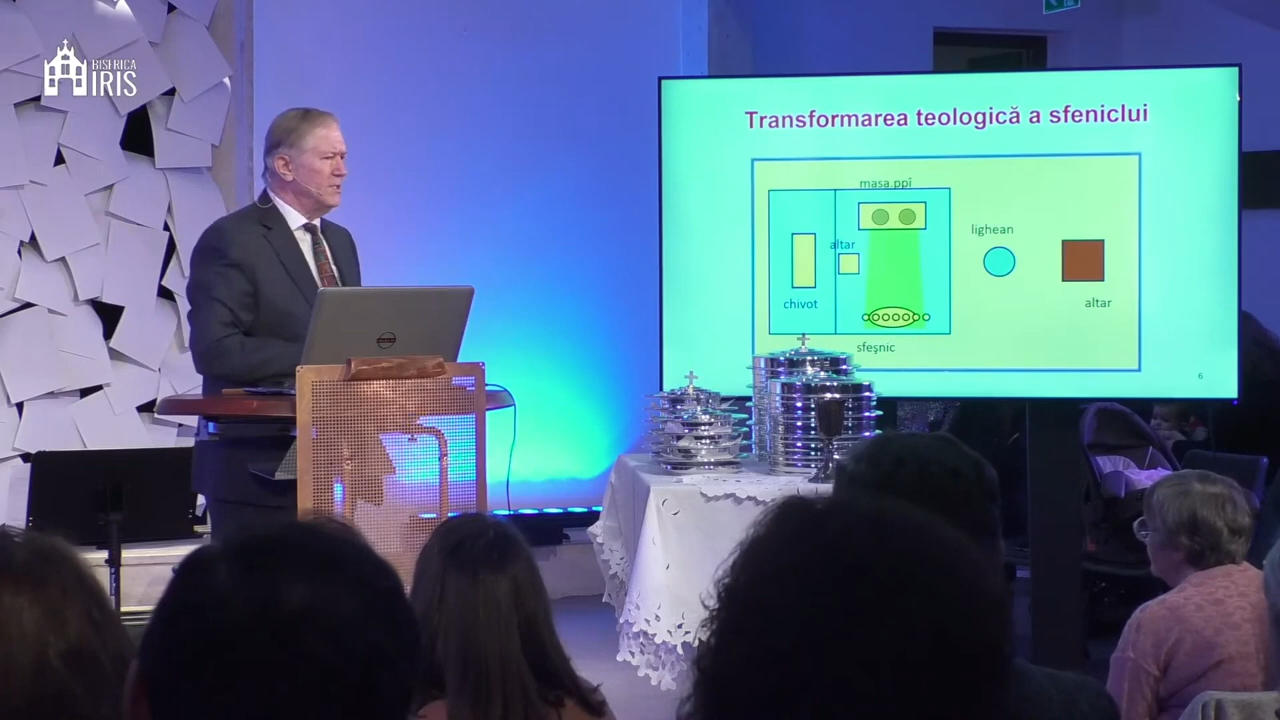 BISERICA
IRIS
Transformarea teologică a sfeniclui
masa.ppî
lighean
altar
chivot
altar
sfeşnic
6